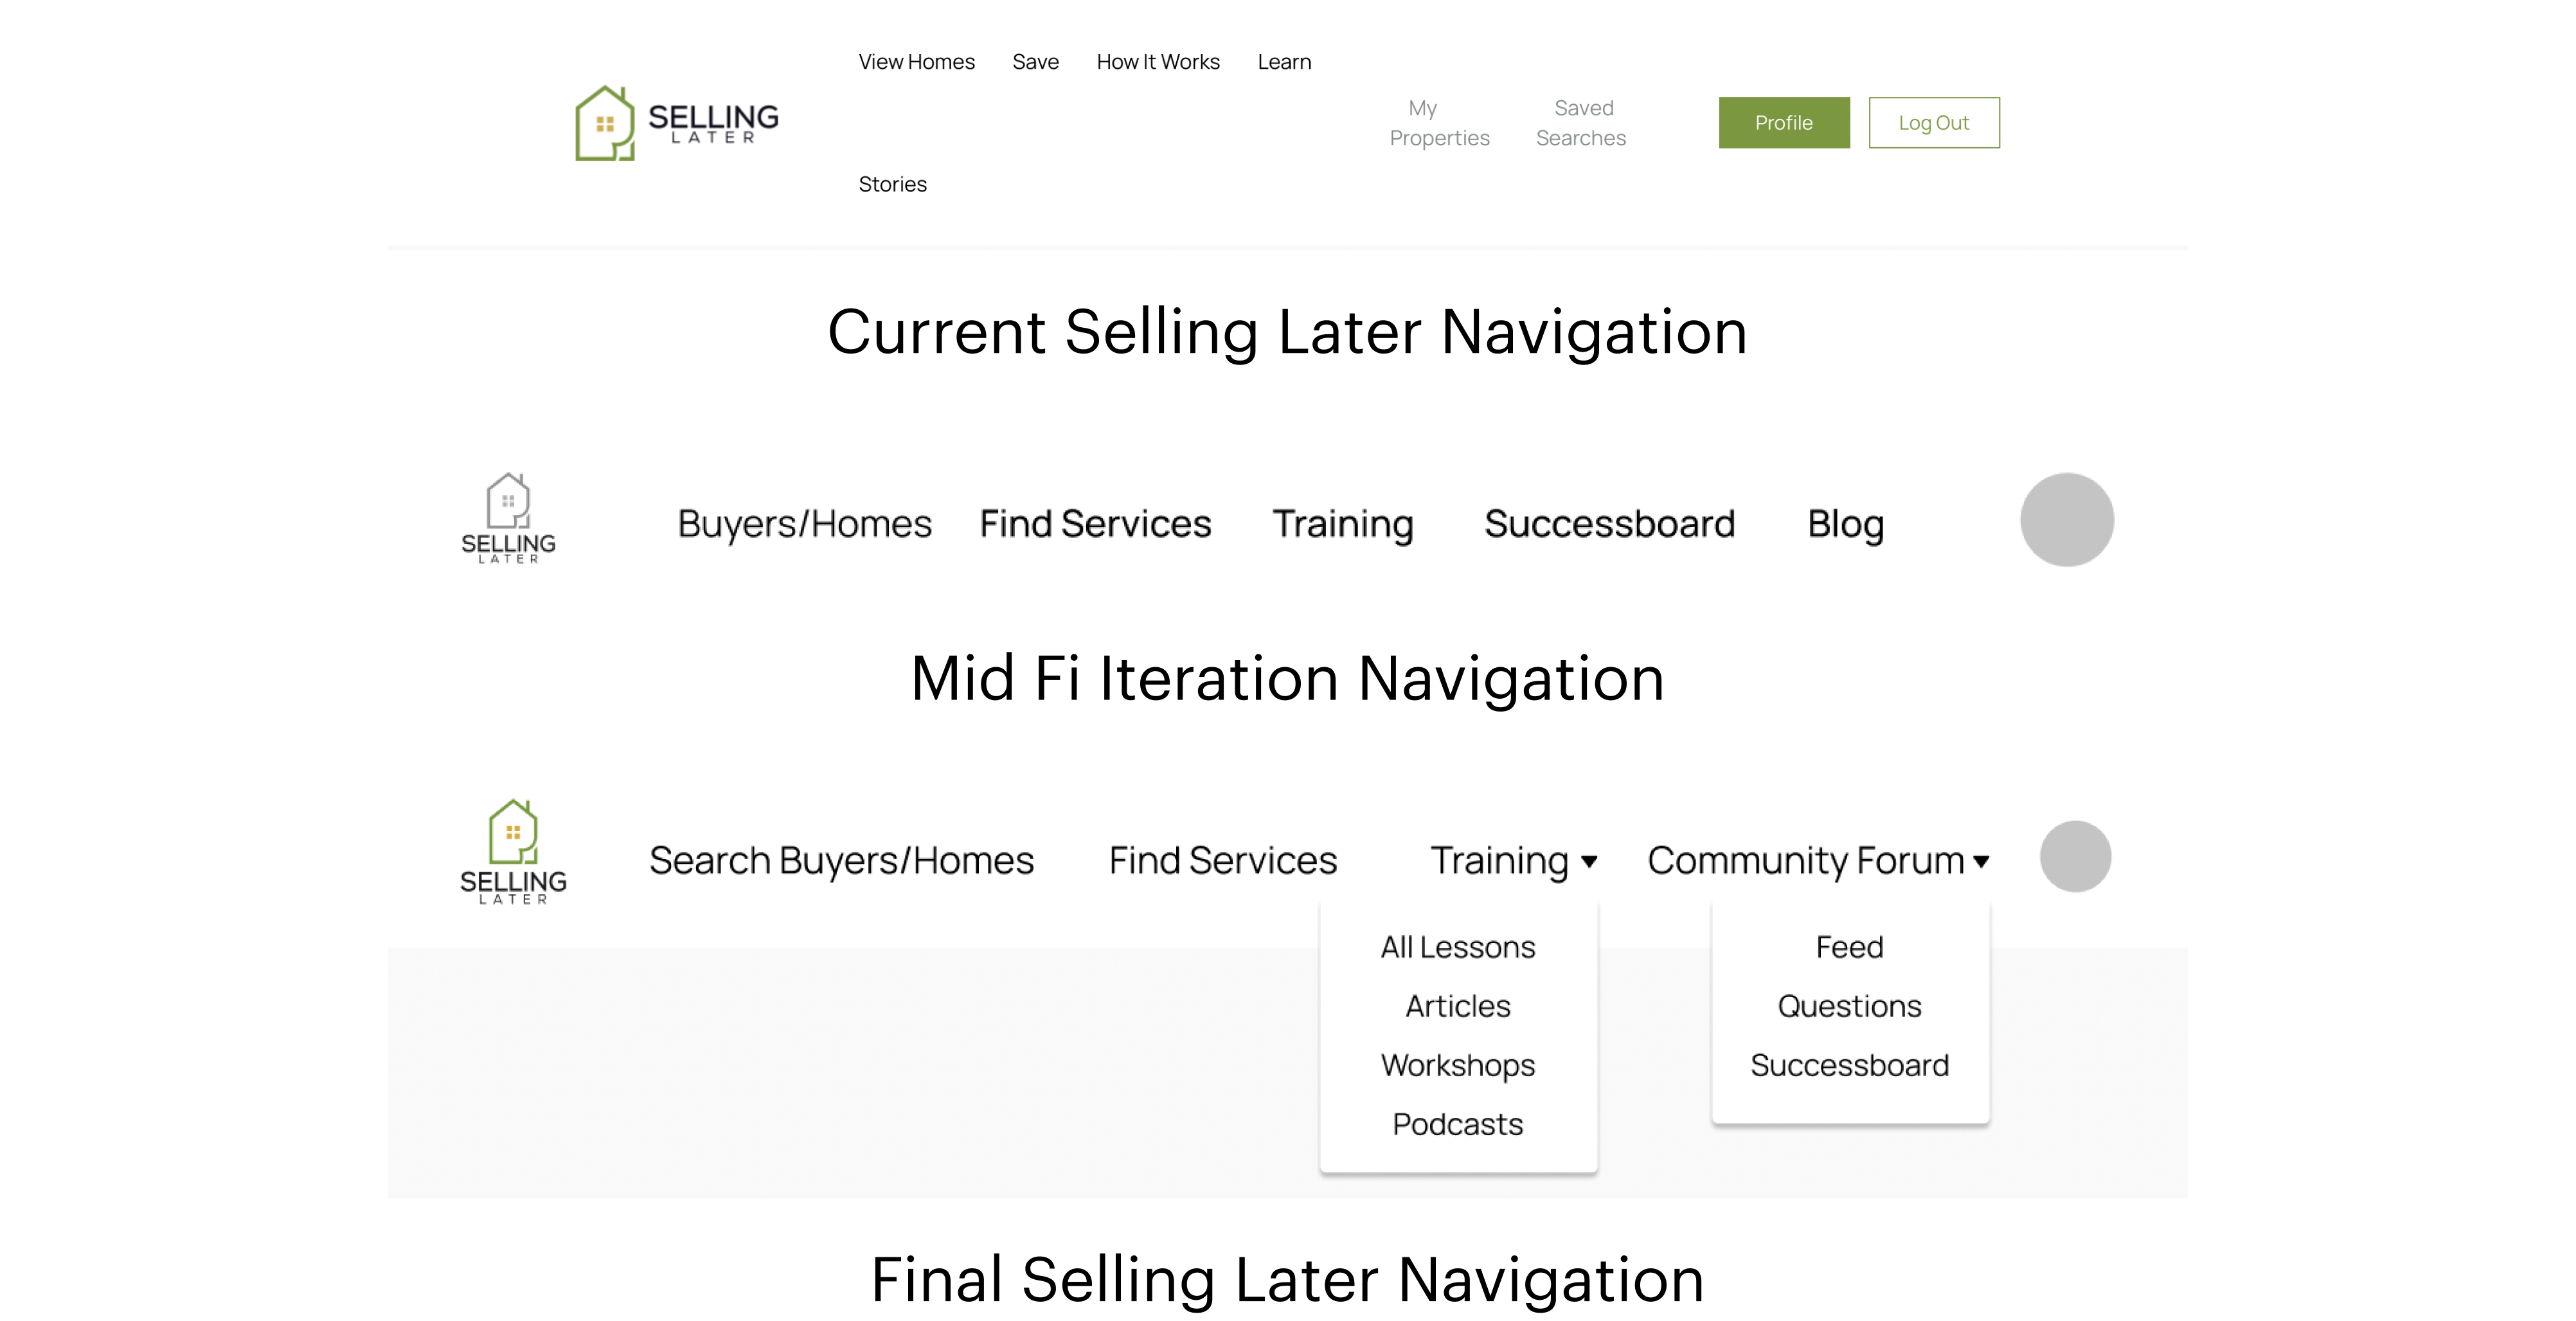 View Homes Save How It Works Learn
SELLING
LATER
My
Properties
Saved
Searches
Profile
Log Out
Stories
Current Selling Later Navigation
SELLING
LATER
Buyers/Homes Find Services Training Successboard Blog
Mid Fi Iteration Navigation
SELLING
LATER
Search Buyers/Homes Find Services Training Community Forum
All Lessons
Articles
Workshops
Podcasts
Feed
Questions
Successboard
Final Selling Later Navigation